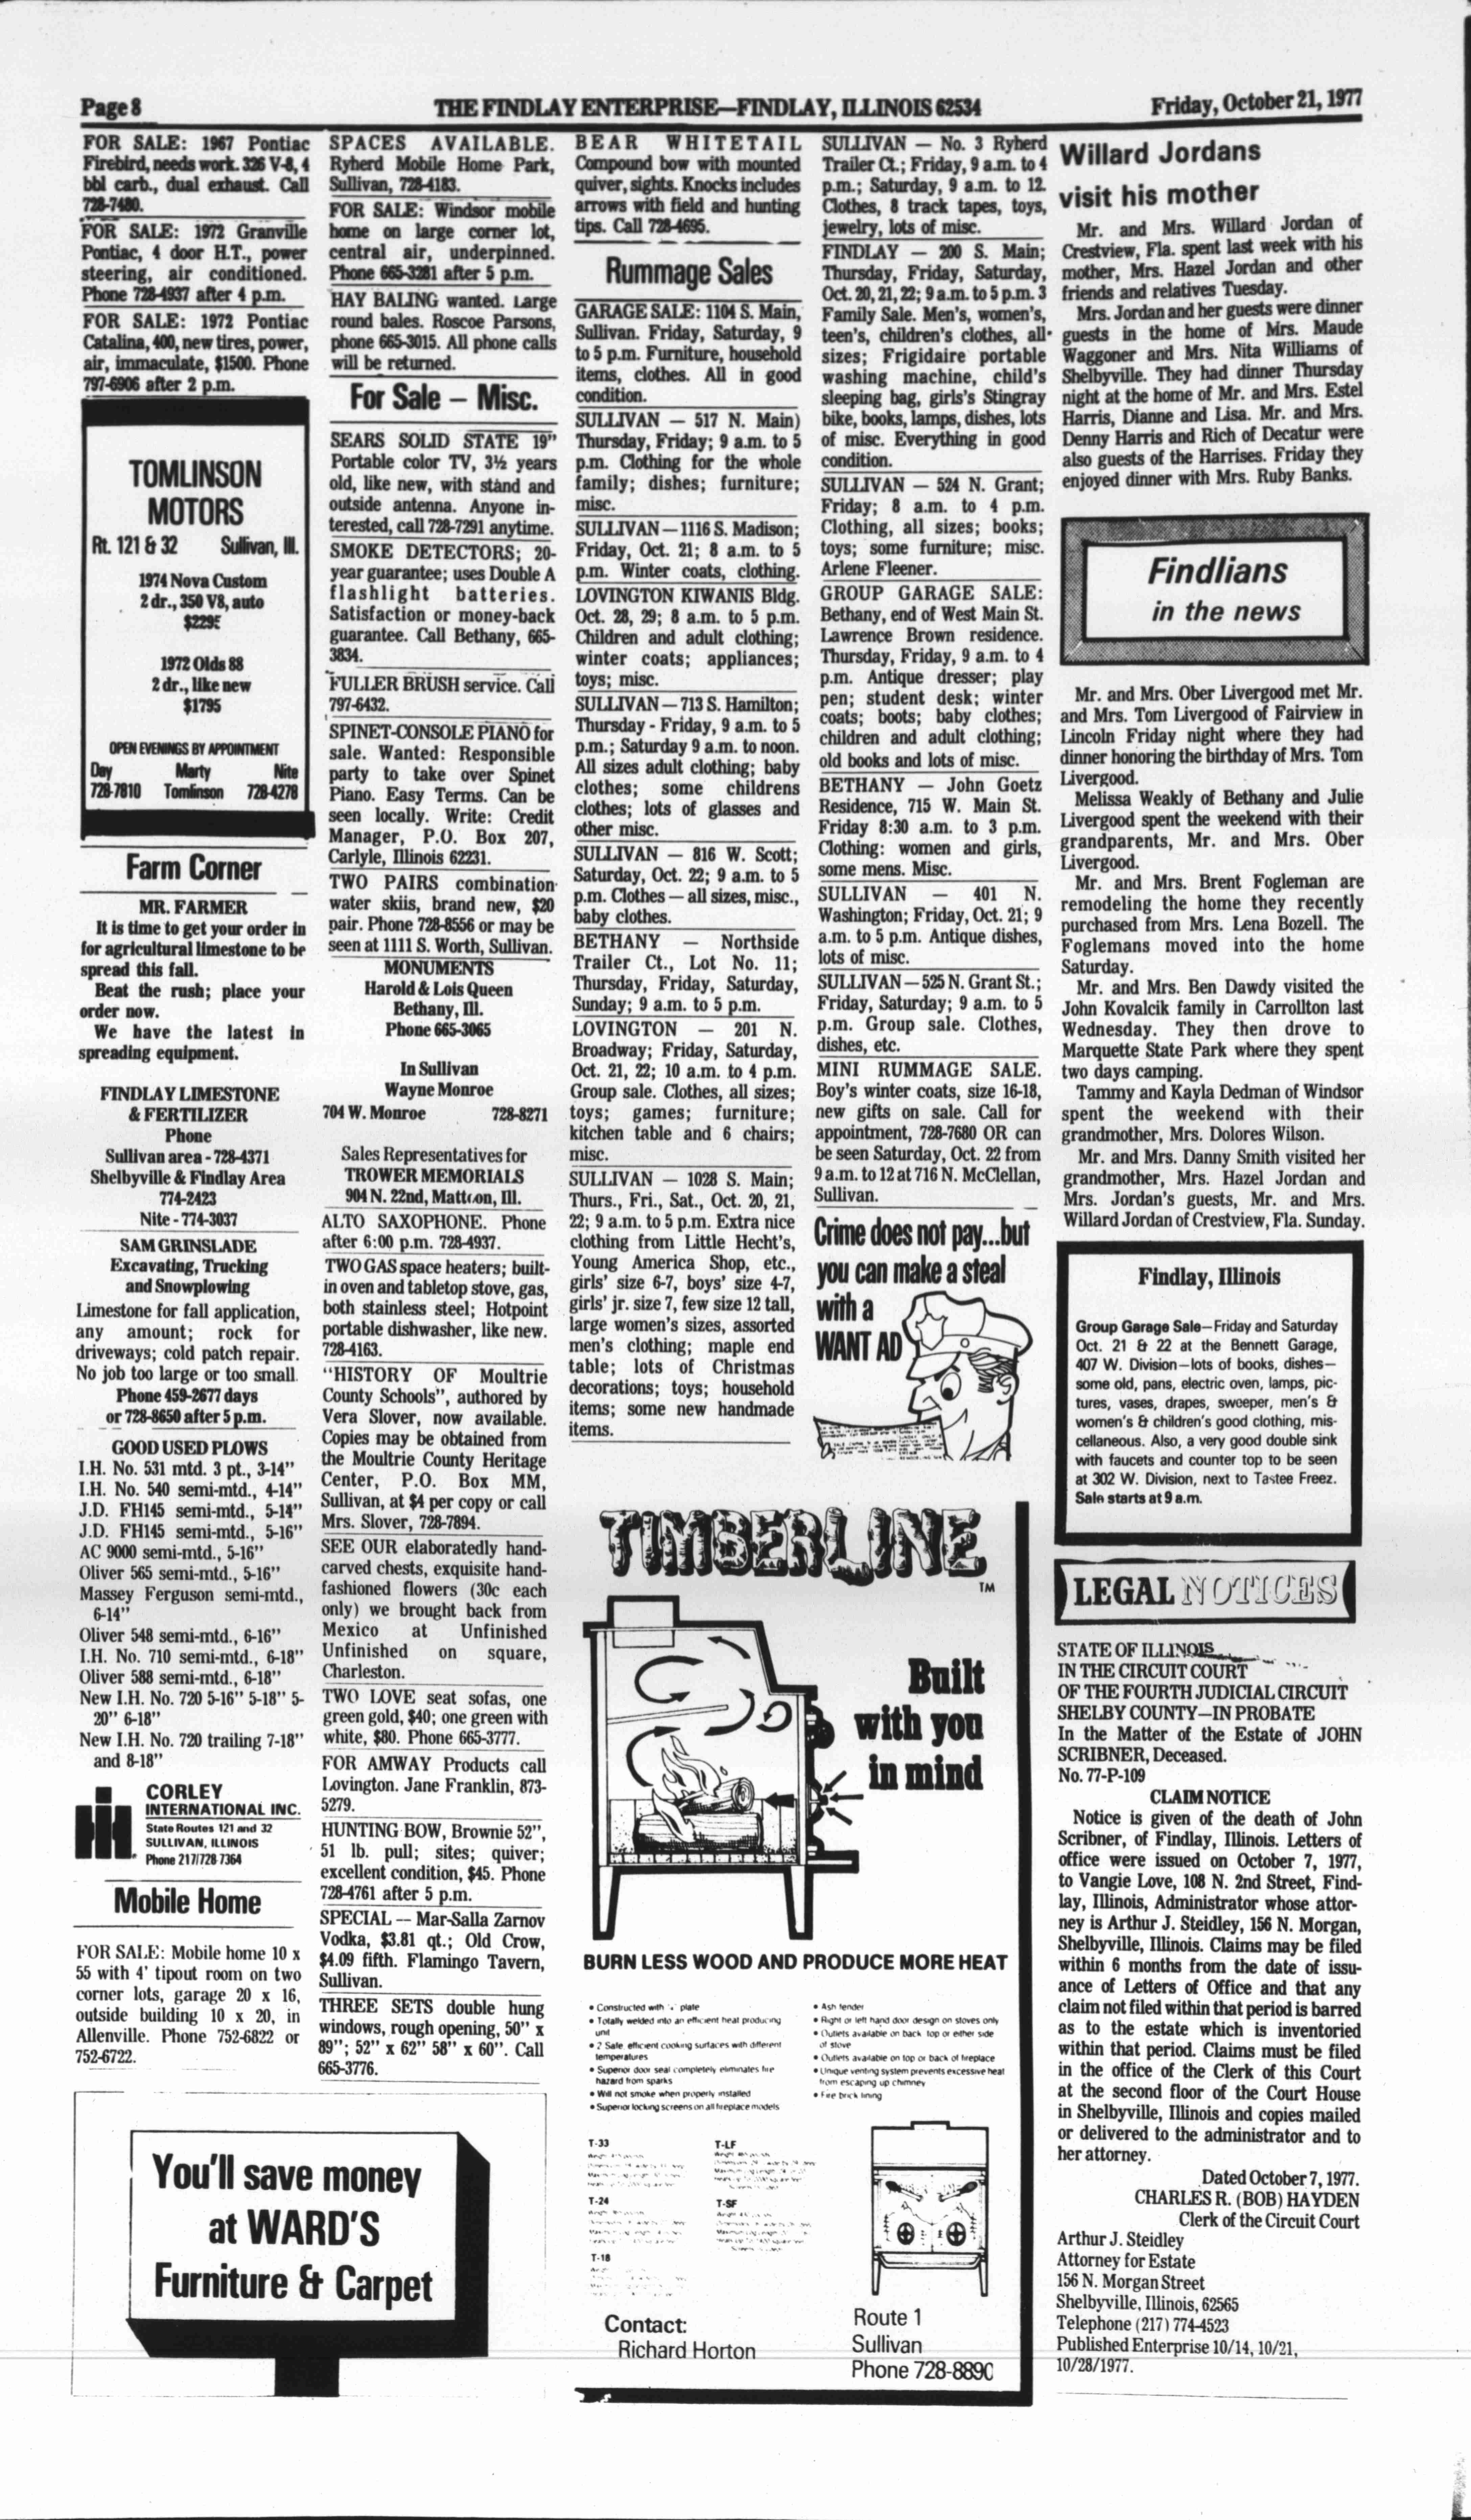 Page 8
THE FINDLAY ENTERPRISE—FINDLAY, ILLINOIS 62534
Friday, October 21, 1977
FOR SALE: 1967 Pontiac
Firebird, needs work. 326 V-8, 4
bbl carb., dual exhaust. Call
728-7480.
FOR SALE: 1972 Granville
Pontiac, 4 door H.T., power
steering, air conditioned.
Phone 728-4937 after 4 p.m.
FOR SALE: 1972 Pontiac
Catalina, 400, new tires, power,
air, immaculate, $1500. Phone
797-6906 after 2 p.m.
TOMLINSON
MOTORS
Rt. 121 & 32 Sullivan, Ill.
1974 Nova Custom
2 dr., 350 V8, auto
1972 Olds 88
2 dr., like new
$1795
OPEN EVENINGS BY APPOINTMENT
Day Marty Nite
728-7810 Tomlinson 728-4278
Farm Corner
MR. FARMER
It is time to get your order in
for agricultural limestone to be
spread this fall.
Beat the rush; place your
order now.
We have the latest in
spreading equipment.
FINDLAY LIMESTONE
& FERTILIZER
Phone
Sullivan area - 728-4371
Shelbyville & Findlay Area
774-2423
Nite - 774-3037
SAM GRINSLADE
Excavating, Trucking
and Snowplowing
Limestone for fall application,
any amount; rock for
driveways; cold patch repair.
No job too large or too small.
Phone 459-2677 days
or 728-8650 after 5 p.m.
GOOD USED PLOWS
I.H. No. 531 mtd. 3 pt., 3-14"
I.H. No. 540 semi-mtd., 4-14"
J.D. FH145 semi-mtd., 5-14"
J.D. FH145 semi-mtd., 5-16"
AC 9000 semi-mtd., 5-16"
Oliver 565 semi-mtd., 5-16"
Massey Ferguson semi-mtd.,
6-14"
Oliver 548 semi-mtd., 6-16"
I.H. No. 710 semi-mtd., 6-18"
Oliver 588 semi-mtd., 6-18"
New I.H. No. 720 5-16" 5-18" 5-
20" 6-18"
New I.H. No. 720 trailing 7-18"
and 8-18"
CORLEY
INTERNATIONAL INC.
State Routes 121 and 32
SULLIVAN, ILLINOIS
Phone 217/728-7364
Mobile Home
FOR SALE: Mobile home 10 x
55 with 4' tipout room on two
corner lots, garage 20 x 16,
outside building 10 x 20, in
Allenville. Phone 752-6822 or
752-6722.
You'll save money
at WARD'S
Furniture & Carpet
SPACES AVAILABLE.
Ryherd Mobile Home Park,
Sullivan, 728-4183.
FOR SALE: Windsor mobile
home on large corner lot,
central air, underpinned.
Phone 665-3281 after 5 p.m.
HAY BALING wanted. Large
round bales. Roscoe Parsons,
phone 665-3015. All phone calls
will be returned.
For Sale - Misc.
SEARS SOLID STATE 19"
Portable color TV, 3½ years
old, like new, with stand and
outside antenna. Anyone in-
terested, call 728-7291 anytime.
SMOKE DETECTORS; 20-
year guarantee; uses Double A
flashlight batteries.
Satisfaction or money-back
guarantee. Call Bethany, 665-
3834.
FULLER BRUSH service. Call
797-6432.
SPINET-CONSOLE PIANO for
sale. Wanted: Responsible
party to take over Spinet
Piano. Easy Terms. Can be
seen locally. Write: Credit
Manager, P.O. Box 207,
Carlyle, Illinois 62231.
TWO PAIRS combination
water skiis, brand new, $20
pair. Phone 728-8556 or may be
seen at 1111 S. Worth, Sullivan.
MONUMENTS
Harold & Lois Queen
Bethany, Ill.
Phone 665-3065
In Sullivan
Wayne Monroe
704 W. Monroe 728-8271
Sales Representatives for
TROWER MEMORIALS
904 N. 22nd, Mattoon, Ill.
ALTO SAXOPHONE. Phone
after 6:00 p.m. 728-4937.
TWO GAS space heaters; built-
in oven and tabletop stove, gas,
both stainless steel; Hotpoint
portable dishwasher, like new.
728-4163.
"HISTORY OF Moultrie
County Schools", authored by
Vera Slover, now available.
Copies may be obtained from
the Moultrie County Heritage
Center, P.O. Box MM,
Sullivan, at $4 per copy or call
Mrs. Slover, 728-7894.
SEE OUR elaboratedly hand-
carved chests, exquisite hand-
fashioned flowers (30c each
only) we brought back from
Mexico at Unfinished
Unfinished on square,
Charleston.
TWO LOVE seat sofas, one
green gold, $40; one green with
white, $80. Phone 665-3777.
FOR AMWAY Products call
Lovington. Jane Franklin, 873-
5279.
HUNTING BOW, Brownie 52",
51 lb. pull; sites; quiver;
excellent condition, $45. Phone
728-4761 after 5 p.m.
SPECIAL — Mar-Salla Zarnov
Vodka, $3.81 qt.; Old Crow,
$4.09 fifth. Flamingo Tavern,
Sullivan.
THREE SETS double hung
windows, rough opening, 50" x
89"; 52" x 62" 58" x 60". Call
665-3776.
BEAR WHITETAIL
Compound bow with mounted
quiver, sights. Knocks includes
arrows with field and hunting
tips. Call 728-4695.
Rummage Sales
GARAGE SALE: 1104 S. Main,
Sullivan. Friday, Saturday, 9
to 5 p.m. Furniture, household
items, clothes. All in good
condition.
SULLIVAN — 517 N. Main)
Thursday, Friday; 9 a.m. to 5
p.m. Clothing for the whole
family; dishes; furniture;
misc.
SULLIVAN — 1116 S. Madison;
Friday, Oct. 21; 8 a.m. to 5
p.m. Winter coats, clothing.
LOVINGTON KIWANIS Bldg.
Oct. 28, 29; 8 a.m. to 5 p.m.
Children and adult clothing;
winter coats; appliances;
toys; misc.
SULLIVAN — 713 S. Hamilton;
Thursday - Friday, 9 a.m. to 5
p.m.; Saturday 9 a.m. to noon.
All sizes adult clothing; baby
clothes; some childrens
clothes; lots of glasses and
other misc.
SULLIVAN — 816 W. Scott;
Saturday, Oct. 22; 9 a.m. to 5
p.m. Clothes — all sizes, misc.,
baby clothes.
BETHANY — Northside
Trailer Ct., Lot No. 11;
Thursday, Friday, Saturday,
Sunday; 9 a.m. to 5 p.m.
LOVINGTON — 201 N.
Broadway; Friday, Saturday,
Oct. 21, 22; 10 a.m. to 4 p.m.
Group sale. Clothes, all sizes;
toys; games; furniture;
kitchen table and 6 chairs;
misc.
SULLIVAN — 1028 S. Main;
Thurs., Fri., Sat., Oct. 20, 21,
22; 9 a.m. to 5 p.m. Extra nice
clothing from Little Hecht's,
Young America Shop, etc.,
girls' size 6-7, boys' size 4-7,
girls' jr. size 7, few size 12 tall,
large women's sizes, assorted
men's clothing; maple end
table; lots of Christmas
decorations; toys; household
items; some new handmade
items.
SULLIVAN — No. 3 Ryherd
Trailer Ct.; Friday, 9 a.m. to 4
p.m.; Saturday, 9 a.m. to 12.
Clothes, 8 track tapes, toys,
jewelry, lots of misc.
FINDLAY — 200 S. Main;
Thursday, Friday, Saturday,
Oct. 20, 21, 22; 9 a.m. to 5 p.m. 3
Family Sale. Men's, women's,
teen's, children's clothes, all
sizes; Frigidaire portable
washing machine, child's
sleeping bag, girls's Stingray
bike, books, lamps, dishes, lots
of misc. Everything in good
condition.
SULLIVAN — 524 N. Grant;
Friday; 8 a.m. to 4 p.m.
Clothing, all sizes; books;
toys; some furniture; misc.
Arlene Fleener.
GROUP GARAGE SALE:
Bethany, end of West Main St.
Lawrence Brown residence.
Thursday, Friday, 9 a.m. to 4
p.m. Antique dresser; play
pen; student desk; winter
coats; boots; baby clothes;
children and adult clothing;
old books and lots of misc.
BETHANY — John Goetz
Residence, 715 W. Main St.
Friday 8:30 a.m. to 3 p.m.
Clothing: women and girls,
some mens. Misc.
SULLIVAN — 401 N.
Washington; Friday, Oct. 21; 9
a.m. to 5 p.m. Antique dishes,
lots of misc.
SULLIVAN — 525 N. Grant St.;
Friday, Saturday; 9 a.m. to 5
p.m. Group sale. Clothes,
dishes, etc.
MINI RUMMAGE SALE.
Boy's winter coats, size 16-18,
new gifts on sale. Call for
appointment, 728-7680 OR can
be seen Saturday, Oct. 22 from
9 a.m. to 12 at 716 N. McClellan,
Sullivan.
Crime does not pay...but
you can make a steal
with a
WANT AD
TIMBERLINE
TM
Built
with you
in mind
BURN LESS WOOD AND PRODUCE MORE HEAT
• Constructed with plate
• Totally welded into an efficient heat producing
unit
• 2 Safe, efficient cooking surfaces with different
temperatures
• Superior door seal completely eliminates fire
hazard from sparks
• Will not smoke when properly installed
• Superior locking screens on all fireplace models
• Ash fender
• Right or left hand door design on stoves only
• Outlets available on back, top or either side
of stove
• Outlets available on top or back of fireplace
• Unique venting system prevents excessive heat
from escaping up chimney
• Fire brick lining
T-33
T-LF
T-24
T-SF
T-18
Contact:
Richard Horton
Route 1
Sullivan
Phone 728-8890
Willard Jordans
visit his mother
Mr. and Mrs. Willard Jordan of
Crestview, Fla. spent last week with his
mother, Mrs. Hazel Jordan and other
friends and relatives Tuesday.
Mrs. Jordan and her guests were dinner
guests in the home of Mrs. Maude
Waggoner and Mrs. Nita Williams of
Shelbyville. They had dinner Thursday
night at the home of Mr. and Mrs. Estel
Harris, Dianne and Lisa. Mr. and Mrs.
Denny Harris and Rich of Decatur were
also guests of the Harrises. Friday they
enjoyed dinner with Mrs. Ruby Banks.
Findlians
in the news
Mr. and Mrs. Ober Livergood met Mr.
and Mrs. Tom Livergood of Fairview in
Lincoln Friday night where they had
dinner honoring the birthday of Mrs. Tom
Livergood.
Melissa Weakly of Bethany and Julie
Livergood spent the weekend with their
grandparents, Mr. and Mrs. Ober
Livergood.
Mr. and Mrs. Brent Fogleman are
remodeling the home they recently
purchased from Mrs. Lena Bozell. The
Foglemans moved into the home
Saturday.
Mr. and Mrs. Ben Dawdy visited the
John Kovalcik family in Carrollton last
Wednesday. They then drove to
Marquette State Park where they spent
two days camping.
Tammy and Kayla Dedman of Windsor
spent the weekend with their
grandmother, Mrs. Dolores Wilson.
Mr. and Mrs. Danny Smith visited her
grandmother, Mrs. Hazel Jordan and
Mrs. Jordan's guests, Mr. and Mrs.
Willard Jordan of Crestview, Fla. Sunday.
Findlay, Illinois
Group Garage Sale—Friday and Saturday
Oct. 21 & 22 at the Bennett Garage,
407 W. Division—lots of books, dishes—
some old, pans, electric oven, lamps, pic-
tures, vases, drapes, sweeper, men's &
women's & children's good clothing, mis-
cellaneous. Also, a very good double sink
with faucets and counter top to be seen
at 302 W. Division, next to Tastee Freez.
Sale starts at 9 a.m.
LEGAL NOTICES
STATE OF ILLINOIS
IN THE CIRCUIT COURT
OF THE FOURTH JUDICIAL CIRCUIT
SHELBY COUNTY—IN PROBATE
In the Matter of the Estate of JOHN
SCRIBNER, Deceased.
No. 77-P-109
CLAIM NOTICE
Notice is given of the death of John
Scribner, of Findlay, Illinois. Letters of
office were issued on October 7, 1977,
to Vangie Love, 108 N. 2nd Street, Find-
lay, Illinois, Administrator whose attor-
ney is Arthur J. Steidley, 156 N. Morgan,
Shelbyville, Illinois. Claims may be filed
within 6 months from the date of issu-
ance of Letters of Office and that any
claim not filed within that period is barred
as to the estate which is inventoried
within that period. Claims must be filed
in the office of the Clerk of this Court
at the second floor of the Court House
in Shelbyville, Illinois and copies mailed
or delivered to the administrator and to
her attorney.
Dated October 7, 1977.
CHARLES R. (BOB) HAYDEN
Clerk of the Circuit Court
Arthur J. Steidley
Attorney for Estate
156 N. Morgan Street
Shelbyville, Illinois, 62565
Telephone (217) 774-4523
Published Enterprise 10/14, 10/21,
10/28/1977.